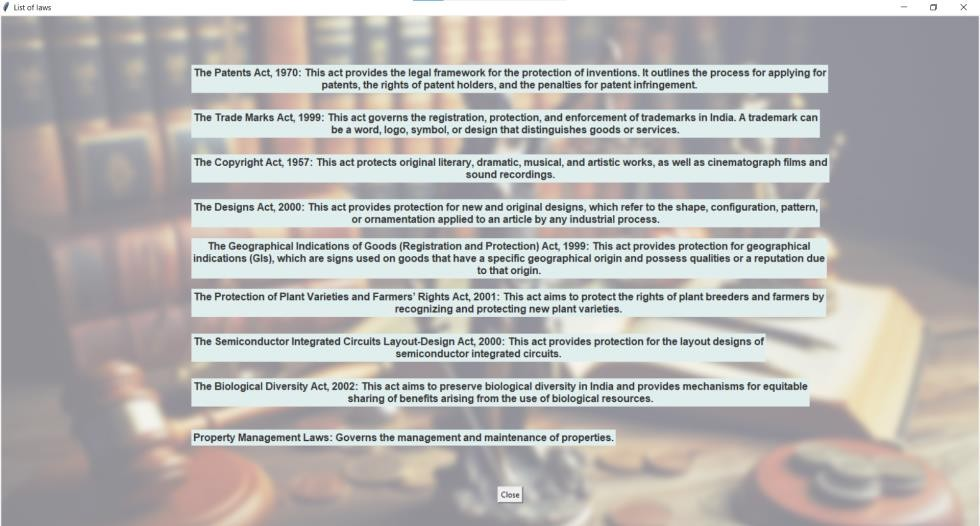 List of laws
The Patents Act, 1970: This act provides the legal framework for the protection of inventions. It outlines the process for applying for
patents, the rights of patent holders, and the penalties for patent infringement.
The Trade Marks Act, 1999: This act governs the registration, protection, and enforcement of trademarks in India. A trademark can
be a word, logo, symbol, or design that distinguishes goods or services.
The Copyright Act, 1957: This act protects original literary, dramatic, musical, and artistic works, as well as cinematograph films and
sound recordings.
The Designs Act, 2000: This act provides protection for new and original designs, which refer to the shape, configuration, pattern,
or ornamentation applied to an article by any industrial process.
The Geographical Indications of Goods (Registration and Protection) Act, 1999: This act provides protection for geographical
indications (GIs), which are signs used on goods that have a specific geographical origin and possess qualities or a reputation due
to that origin.
The Protection of Plant Varieties and Farmers' Rights Act, 2001: This act aims to protect the rights of plant breeders and farmers by
recognizing and protecting new plant varieties.
The Semiconductor Integrated Circuits Layout-Design Act, 2000: This act provides protection for the layout designs of
semiconductor integrated circuits.
The Biological Diversity Act, 2002: This act aims to preserve biological diversity in India and provides mechanisms for equitable
sharing of benefits arising from the use of biological resources.
Property Management Laws: Governs the management and maintenance of properties.
Close